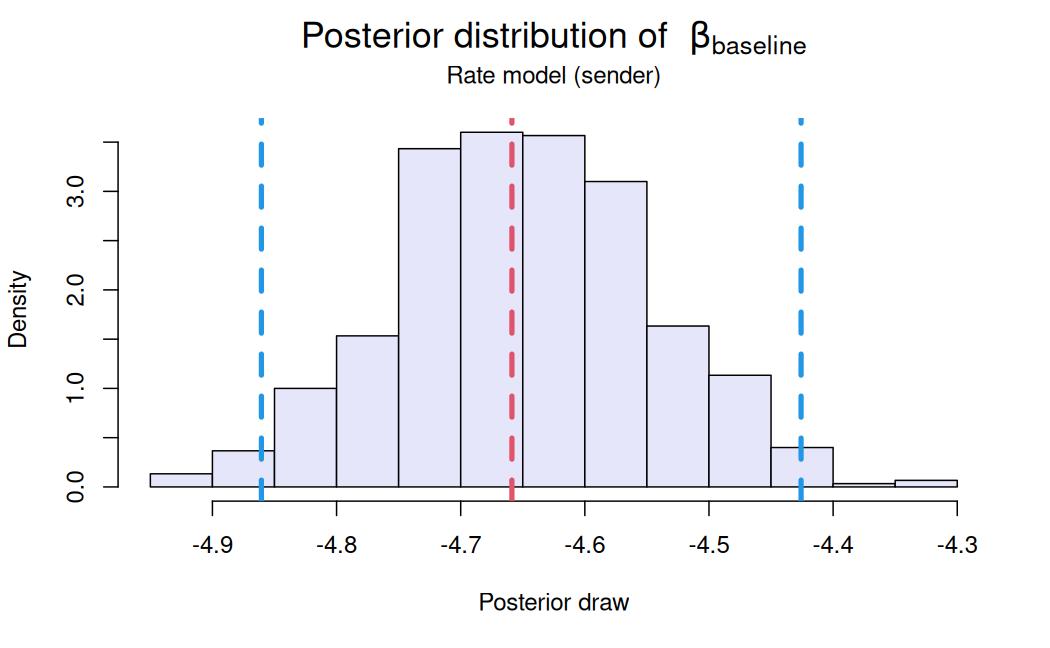 Posterior distribution of βbaseline
Rate model (sender)
Density
3.0
2.0
1.0
0.0
-4.9 -4.8 -4.7 -4.6 -4.5 -4.4 -4.3
Posterior draw